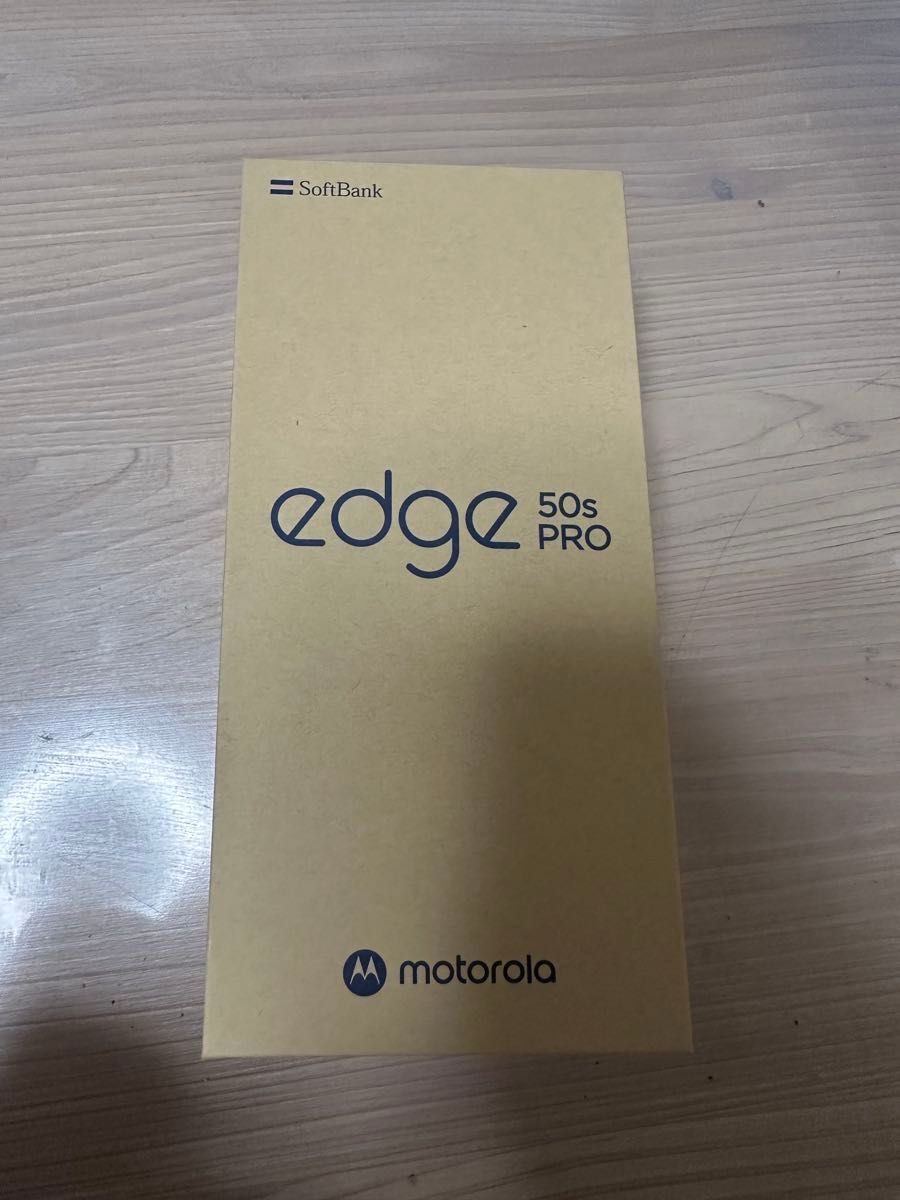 SoftBank
edge 50s
PRO
motorola